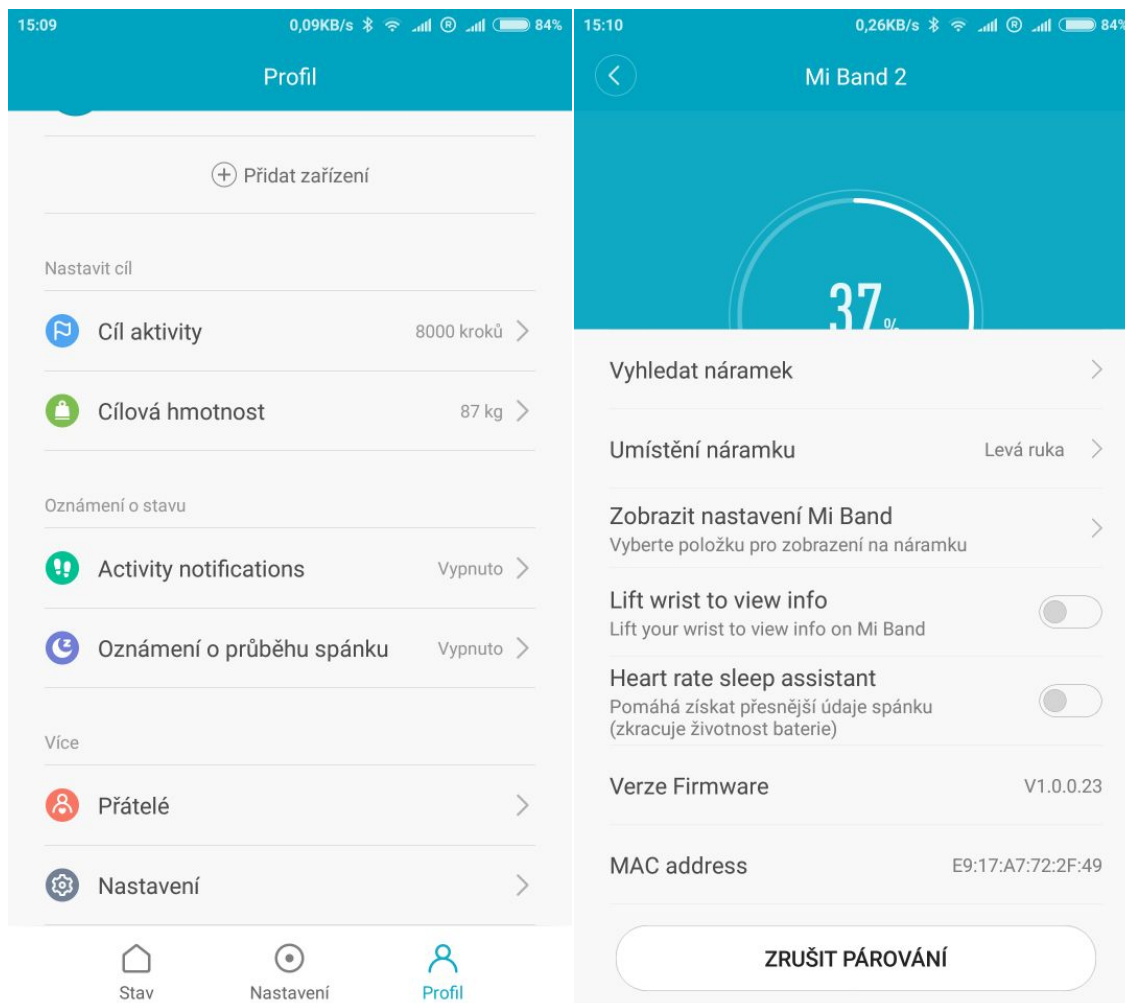 15:09 0,09KB/s ® 84%
Profil
Přidat zařízení
Nastavit cíl
Cíl aktivity 8000 kroků
Cílová hmotnost 87 kg
Oznámení o stavu
Activity notifications Vypnuto
Oznámení o průběhu spánku Vypnuto
Více
Přátelé
Nastavení
Stav Nastavení Profil
15:10 0,26KB/s ® 84%
Mi Band 2
37%
Vyhledat náramek
Umístění náramku Levá ruka
Zobrazit nastavení Mi Band
Vyberte položku pro zobrazení na náramku
Lift wrist to view info
Lift your wrist to view info on Mi Band
Heart rate sleep assistant
Pomáhá získat přesnější údaje spánku
(zkracuje životnost baterie)
Verze Firmware V1.0.0.23
MAC address E9:17:A7:72:2F:49
ZRUŠIT PÁROVÁNÍ